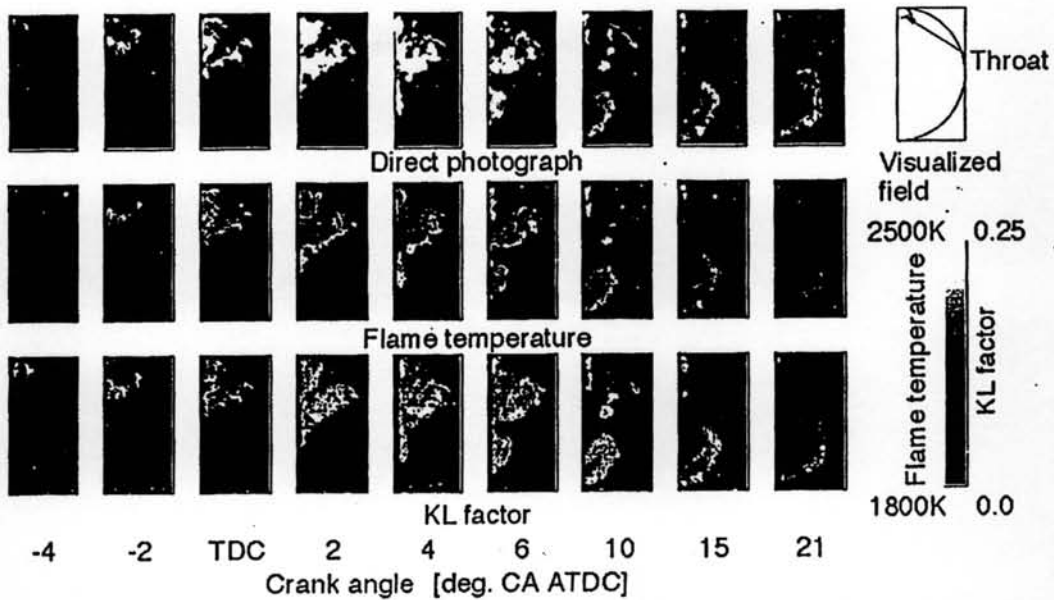 Throat
Direct photograph
Visualized
field
2500K 0.25
Flame temperature
KL factor
1800K 0.0
Flame temperature
KL factor
-4 -2 TDC 2 4 6 10 15 21
Crank angle [deg. CA ATDC]